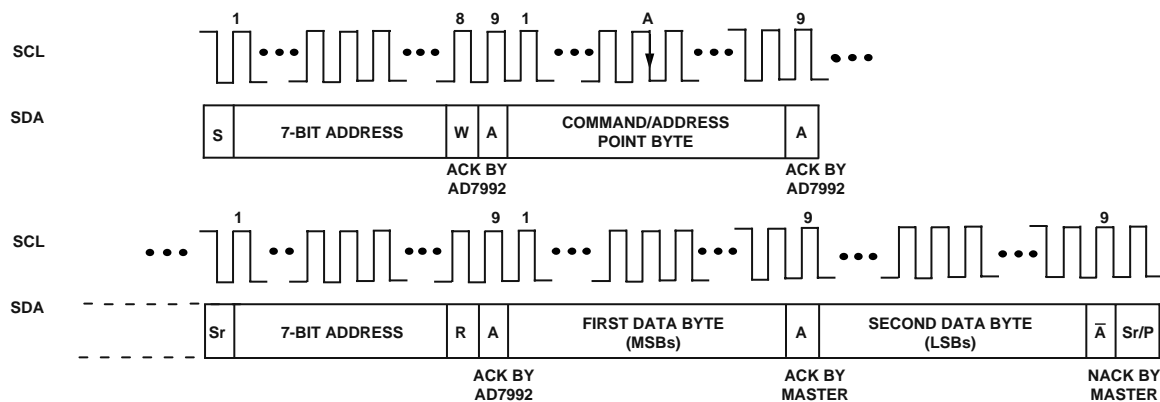 1 8 9 1 A 9
SCL
SDA
S 7-BIT ADDRESS W A COMMAND/ADDRESS POINT BYTE A
ACK BY AD7992 ACK BY AD7992
1 9 1 9 9
SCL
SDA
Sr 7-BIT ADDRESS R A FIRST DATA BYTE (MSBs) A SECOND DATA BYTE (LSBs) A̅ Sr/P
ACK BY AD7992 ACK BY MASTER NACK BY MASTER